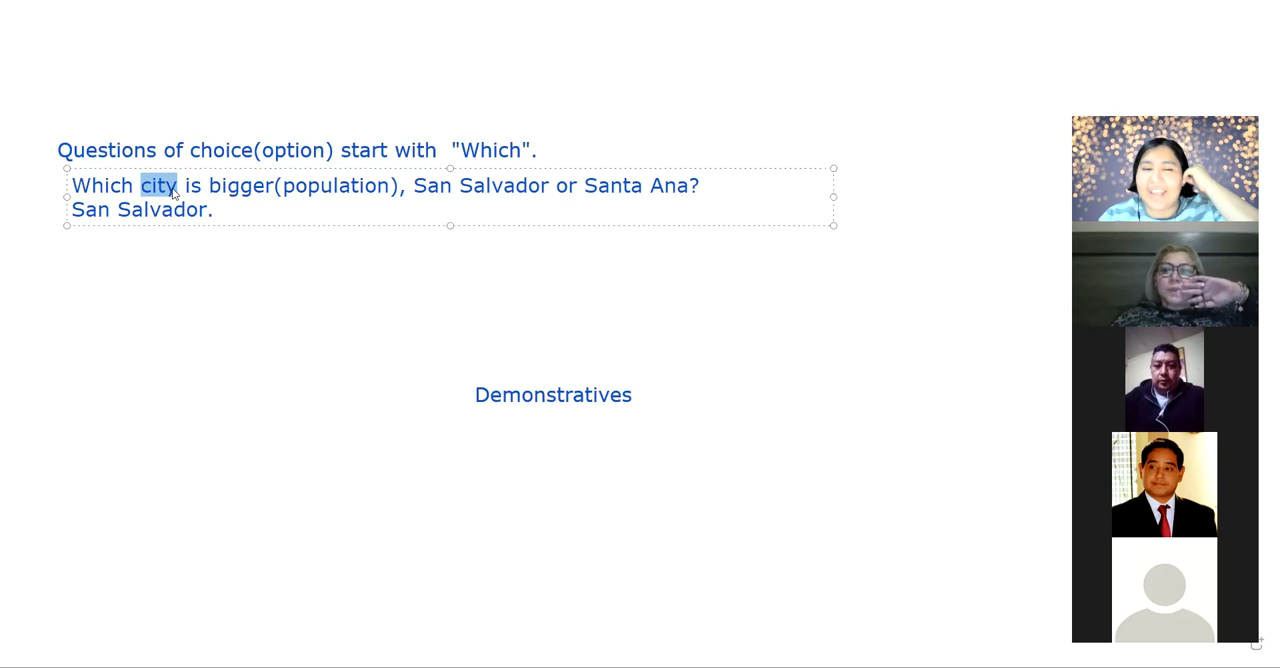 Questions of choice(option) start with  "Which".
Which city is bigger(population), San Salvador or Santa Ana?
San Salvador.
Demonstratives